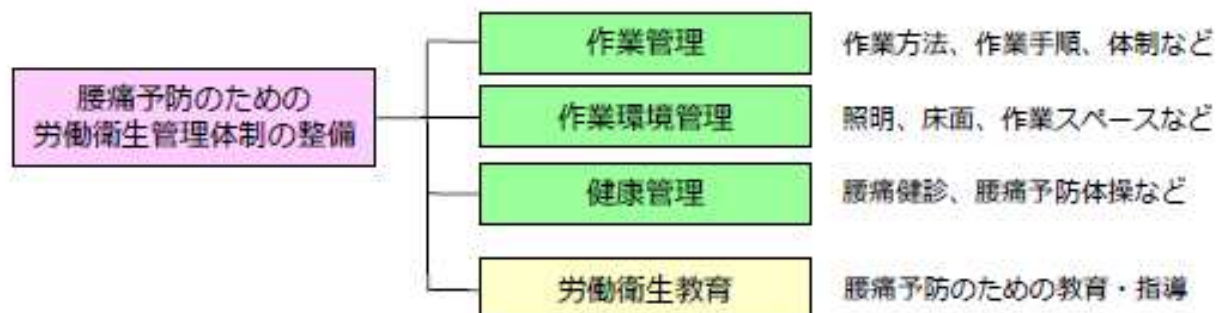 腰痛予防のための
労働衛生管理体制の整備
作業管理
作業方法、作業手順、体制など
作業環境管理
照明、床面、作業スペースなど
健康管理
腰痛健診、腰痛予防体操など
労働衛生教育
腰痛予防のための教育・指導